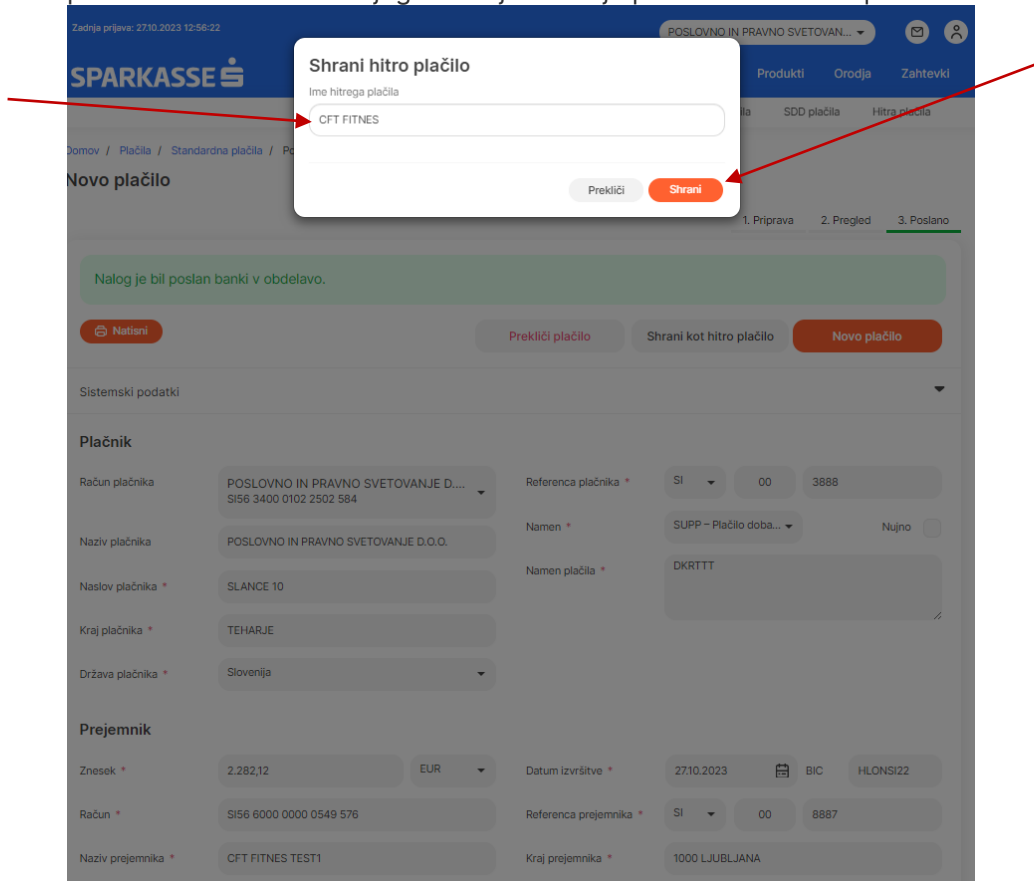 Zadnja prijava: 27.10.2023 12:56:22
POSLOVNO IN PRAVNO SVETOVAN...
SPARKASSE
Produkti Orodja Zahtevki
SDD plačila Hitra plačila
Shrani hitro plačilo
Ime hitrega plačila
CFT FITNES
Prekliči Shrani
Domov / Plačila / Standardna plačila /
Novo plačilo
1. Priprava 2. Pregled 3. Poslano
Nalog je bil poslan banki v obdelavo.
Natisni Prekliči plačilo Shrani kot hitro plačilo Novo plačilo
Sistemski podatki
Plačnik
Račun plačnika POSLOVNO IN PRAVNO SVETOVANJE D.... Referenca plačnika * SI 00 3888
SI56 3400 0102 2502 584
Namen * SUPP – Plačilo doba... Nujno
Naziv plačnika POSLOVNO IN PRAVNO SVETOVANJE D.O.O.
Namen plačila * DKRTTT
Naslov plačnika * SLANCE 10
Kraj plačnika * TEHARJE
Država plačnika * Slovenija
Prejemnik
Znesek * 2.282,12 EUR Datum izvršitve * 27.10.2023 BIC HLONSI22
Račun * SI56 6000 0000 0549 576 Referenca prejemnika * SI 00 8887
Naziv prejemnika * CFT FITNES TEST1 Kraj prejemnika * 1000 LJUBLJANA